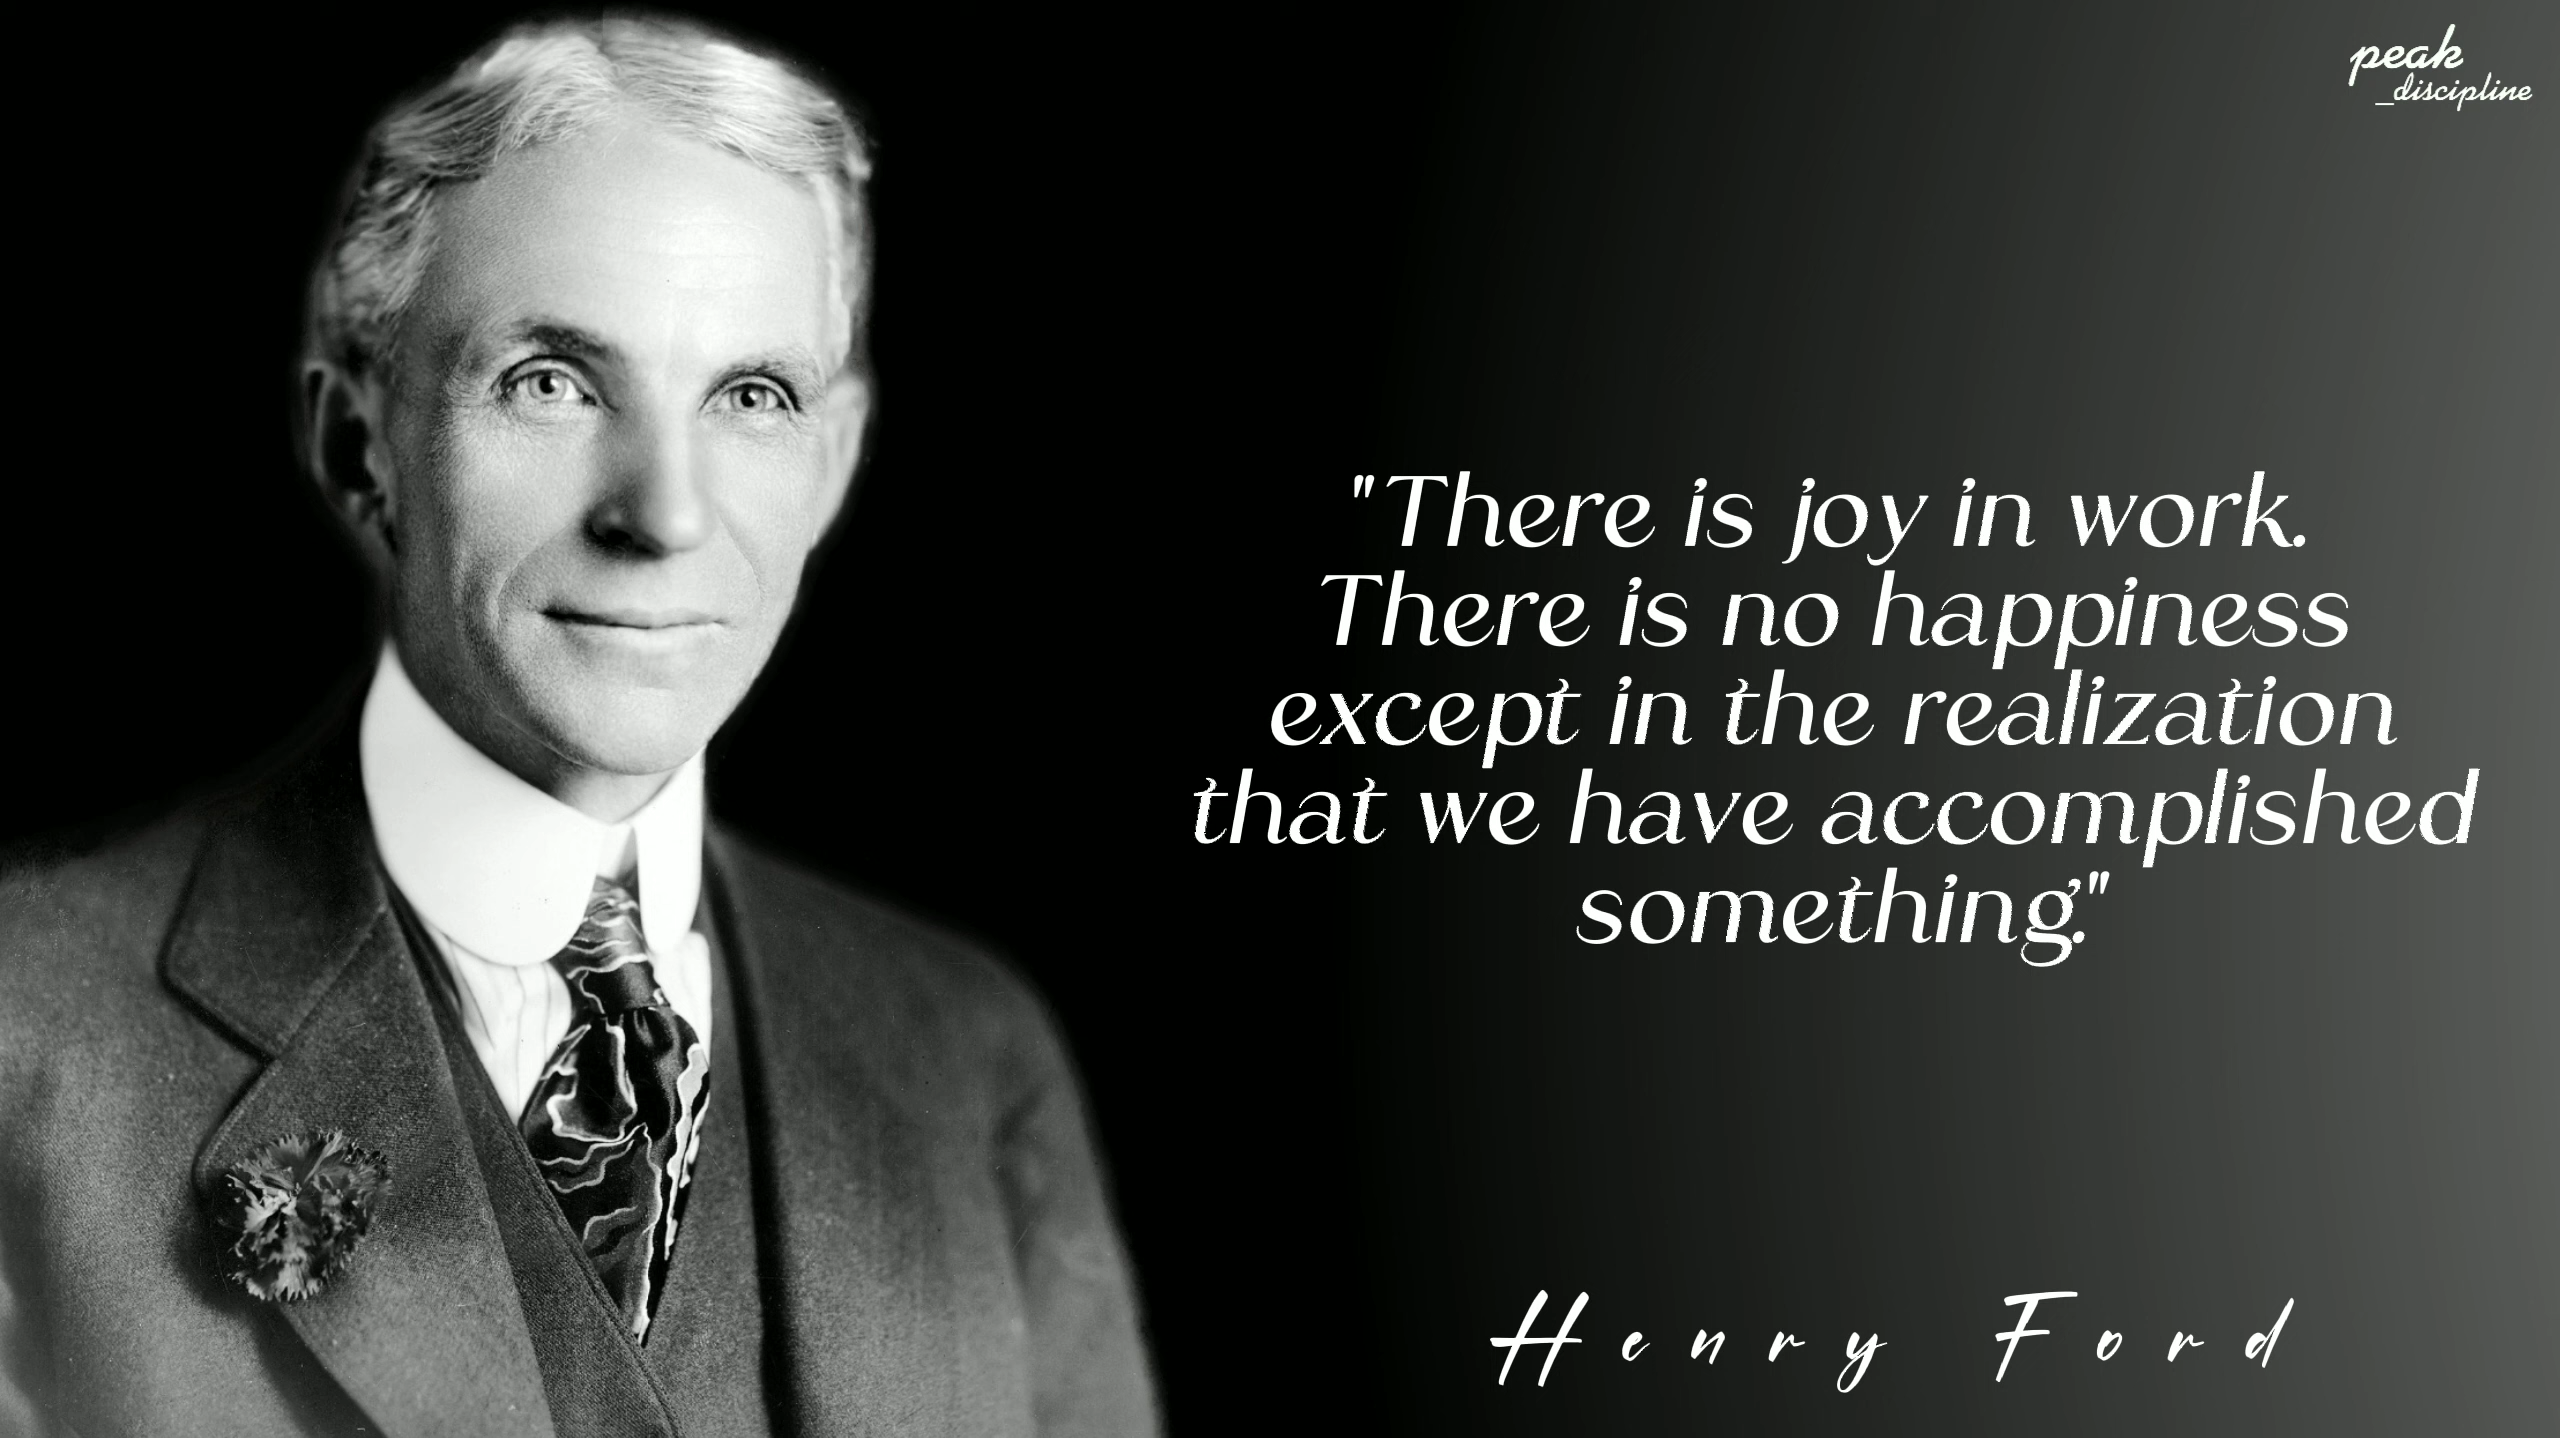 peak
_discipline
"There is joy in work.
There is no happiness
except in the realization
that we have accomplished
something."
Henry Ford